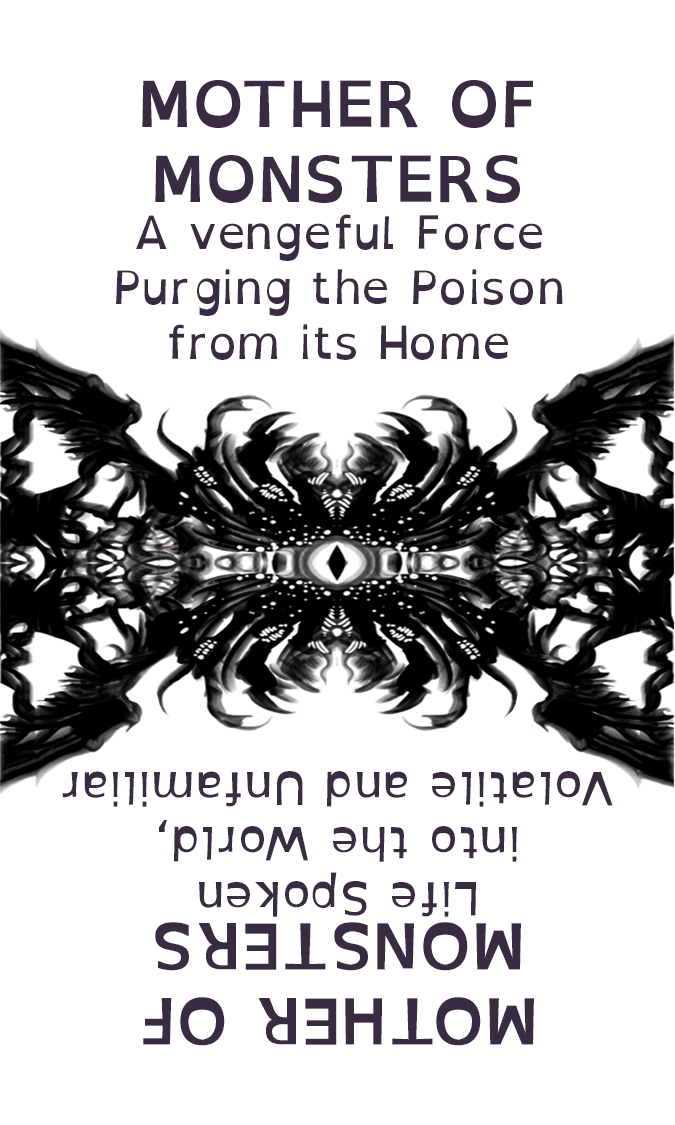 MOTHER OF
MONSTERS
A vengeful Force
Purging the Poison
from its Home
MOTHER OF
MONSTERS
Life Spoken
into the World,
Volatile and Unfamiliar